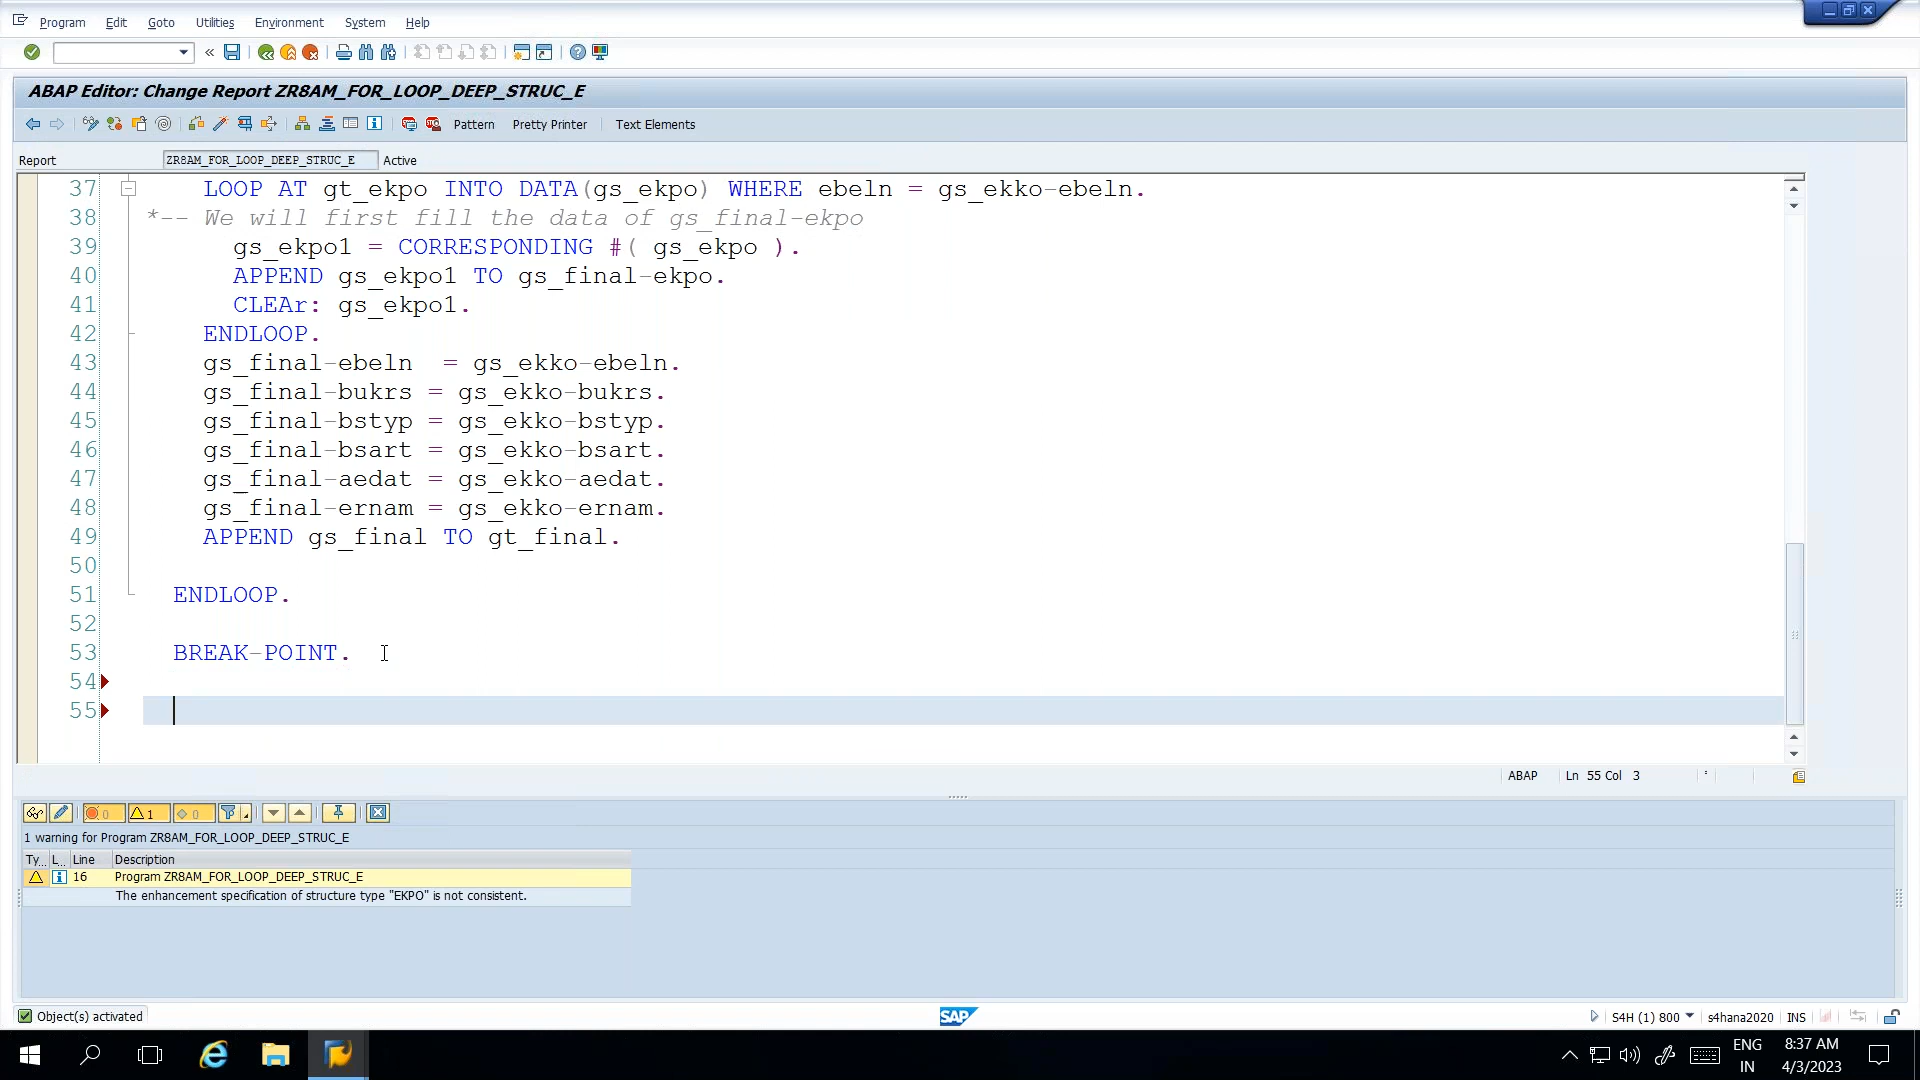 Program Edit Goto Utilities Environment System Help
ABAP Editor: Change Report ZR8AM_FOR_LOOP_DEEP_STRUC_E
Pattern Pretty Printer Text Elements
Report ZR8AM_FOR_LOOP_DEEP_STRUC_E Active
37 LOOP AT gt_ekpo INTO DATA(gs_ekpo) WHERE ebeln = gs_ekko-ebeln.
38 *-- We will first fill the data of gs_final-ekpo
39 gs_ekpo1 = CORRESPONDING #( gs_ekpo ).
40 APPEND gs_ekpo1 TO gs_final-ekpo.
41 CLEAr: gs_ekpo1.
42 ENDLOOP.
43 gs_final-ebeln = gs_ekko-ebeln.
44 gs_final-bukrs = gs_ekko-bukrs.
45 gs_final-bstyp = gs_ekko-bstyp.
46 gs_final-bsart = gs_ekko-bsart.
47 gs_final-aedat = gs_ekko-aedat.
48 gs_final-ernam = gs_ekko-ernam.
49 APPEND gs_final TO gt_final.
50
51 ENDLOOP.
52
53 BREAK-POINT.
54
55
ABAP Ln 55 Col 3
0 1 0
1 warning for Program ZR8AM_FOR_LOOP_DEEP_STRUC_E
Ty... L... Line Description
16 Program ZR8AM_FOR_LOOP_DEEP_STRUC_E
The enhancement specification of structure type "EKPO" is not consistent.
Object(s) activated SAP S4H (1) 800 s4hana2020 INS
ENG 8:37 AM
IN 4/3/2023